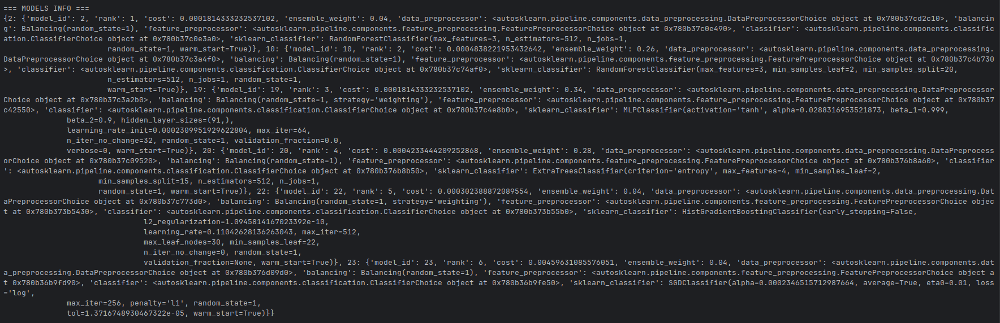 === MODELS INFO ===
{2: {'model_id': 2, 'rank': 1, 'cost': 0.0001814333232537102, 'ensemble_weight': 0.04, 'data_preprocessor': <autosklearn.pipeline.components.data_preprocessing.DataPreprocessorChoice object at 0x780b37cd2c10>, 'balancin
g': Balancing(random_state=1), 'feature_preprocessor': <autosklearn.pipeline.components.feature_preprocessing.FeaturePreprocessorChoice object at 0x780b37c0e490>, 'classifier': <autosklearn.pipeline.components.classific
ation.ClassifierChoice object at 0x780b37c0e3a0>, 'sklearn_classifier': RandomForestClassifier(max_features=3, n_estimators=512, n_jobs=1,
                       random_state=1, warm_start=True)}, 10: {'model_id': 10, 'rank': 2, 'cost': 0.0004838221953432642, 'ensemble_weight': 0.26, 'data_preprocessor': <autosklearn.pipeline.components.data_preprocessing.
DataPreprocessorChoice object at 0x780b37c3a4f0>, 'balancing': Balancing(random_state=1), 'feature_preprocessor': <autosklearn.pipeline.components.feature_preprocessing.FeaturePreprocessorChoice object at 0x780b37c4b730
>, 'classifier': <autosklearn.pipeline.components.classification.ClassifierChoice object at 0x780b37c74af0>, 'sklearn_classifier': RandomForestClassifier(max_features=3, min_samples_leaf=2, min_samples_split=20,
                       n_estimators=512, n_jobs=1, random_state=1,
                       warm_start=True)}, 19: {'model_id': 19, 'rank': 3, 'cost': 0.0001814333232537102, 'ensemble_weight': 0.34, 'data_preprocessor': <autosklearn.pipeline.components.data_preprocessing.DataPreprocessor
Choice object at 0x780b37c3a2b0>, 'balancing': Balancing(random_state=1, strategy='weighting'), 'feature_preprocessor': <autosklearn.pipeline.components.feature_preprocessing.FeaturePreprocessorChoice object at 0x780b37
c42550>, 'classifier': <autosklearn.pipeline.components.classification.ClassifierChoice object at 0x780b37c4e8b0>, 'sklearn_classifier': MLPClassifier(activation='tanh', alpha=0.0288316953521873, beta_1=0.999,
              beta_2=0.9, hidden_layer_sizes=(91,),
              learning_rate_init=0.0002309951929622804, max_iter=64,
              n_iter_no_change=32, random_state=1, validation_fraction=0.0,
              verbose=0, warm_start=True)}, 20: {'model_id': 20, 'rank': 4, 'cost': 0.0004233444209252868, 'ensemble_weight': 0.28, 'data_preprocessor': <autosklearn.pipeline.components.data_preprocessing.DataPreprocess
orChoice object at 0x780b37c09520>, 'balancing': Balancing(random_state=1), 'feature_preprocessor': <autosklearn.pipeline.components.feature_preprocessing.FeaturePreprocessorChoice object at 0x780b376b8a60>, 'classifier
': <autosklearn.pipeline.components.classification.ClassifierChoice object at 0x780b376b8b50>, 'sklearn_classifier': ExtraTreesClassifier(criterion='entropy', max_features=4, min_samples_leaf=2,
                     min_samples_split=15, n_estimators=512, n_jobs=1,
                     random_state=1, warm_start=True)}, 22: {'model_id': 22, 'rank': 5, 'cost': 0.000302388872089554, 'ensemble_weight': 0.04, 'data_preprocessor': <autosklearn.pipeline.components.data_preprocessing.Dat
aPreprocessorChoice object at 0x780b37c773d0>, 'balancing': Balancing(random_state=1, strategy='weighting'), 'feature_preprocessor': <autosklearn.pipeline.components.feature_preprocessing.FeaturePreprocessorChoice objec
t at 0x780b373b5430>, 'classifier': <autosklearn.pipeline.components.classification.ClassifierChoice object at 0x780b373b55b0>, 'sklearn_classifier': HistGradientBoostingClassifier(early_stopping=False,
                               l2_regularization=1.0945814167023392e-10,
                               learning_rate=0.11042628136263043, max_iter=512,
                               max_leaf_nodes=30, min_samples_leaf=22,
                               n_iter_no_change=0, random_state=1,
                               validation_fraction=None, warm_start=True)}, 23: {'model_id': 23, 'rank': 6, 'cost': 0.00459631085576051, 'ensemble_weight': 0.04, 'data_preprocessor': <autosklearn.pipeline.components.dat
a_preprocessing.DataPreprocessorChoice object at 0x780b376d09d0>, 'balancing': Balancing(random_state=1), 'feature_preprocessor': <autosklearn.pipeline.components.feature_preprocessing.FeaturePreprocessorChoice object a
t 0x780b36b9fd90>, 'classifier': <autosklearn.pipeline.components.classification.ClassifierChoice object at 0x780b36b9fe50>, 'sklearn_classifier': SGDClassifier(alpha=0.0002346515712987664, average=True, eta0=0.01, loss
='log',
              max_iter=256, penalty='l1', random_state=1,
              tol=1.3716748930467322e-05, warm_start=True)}}